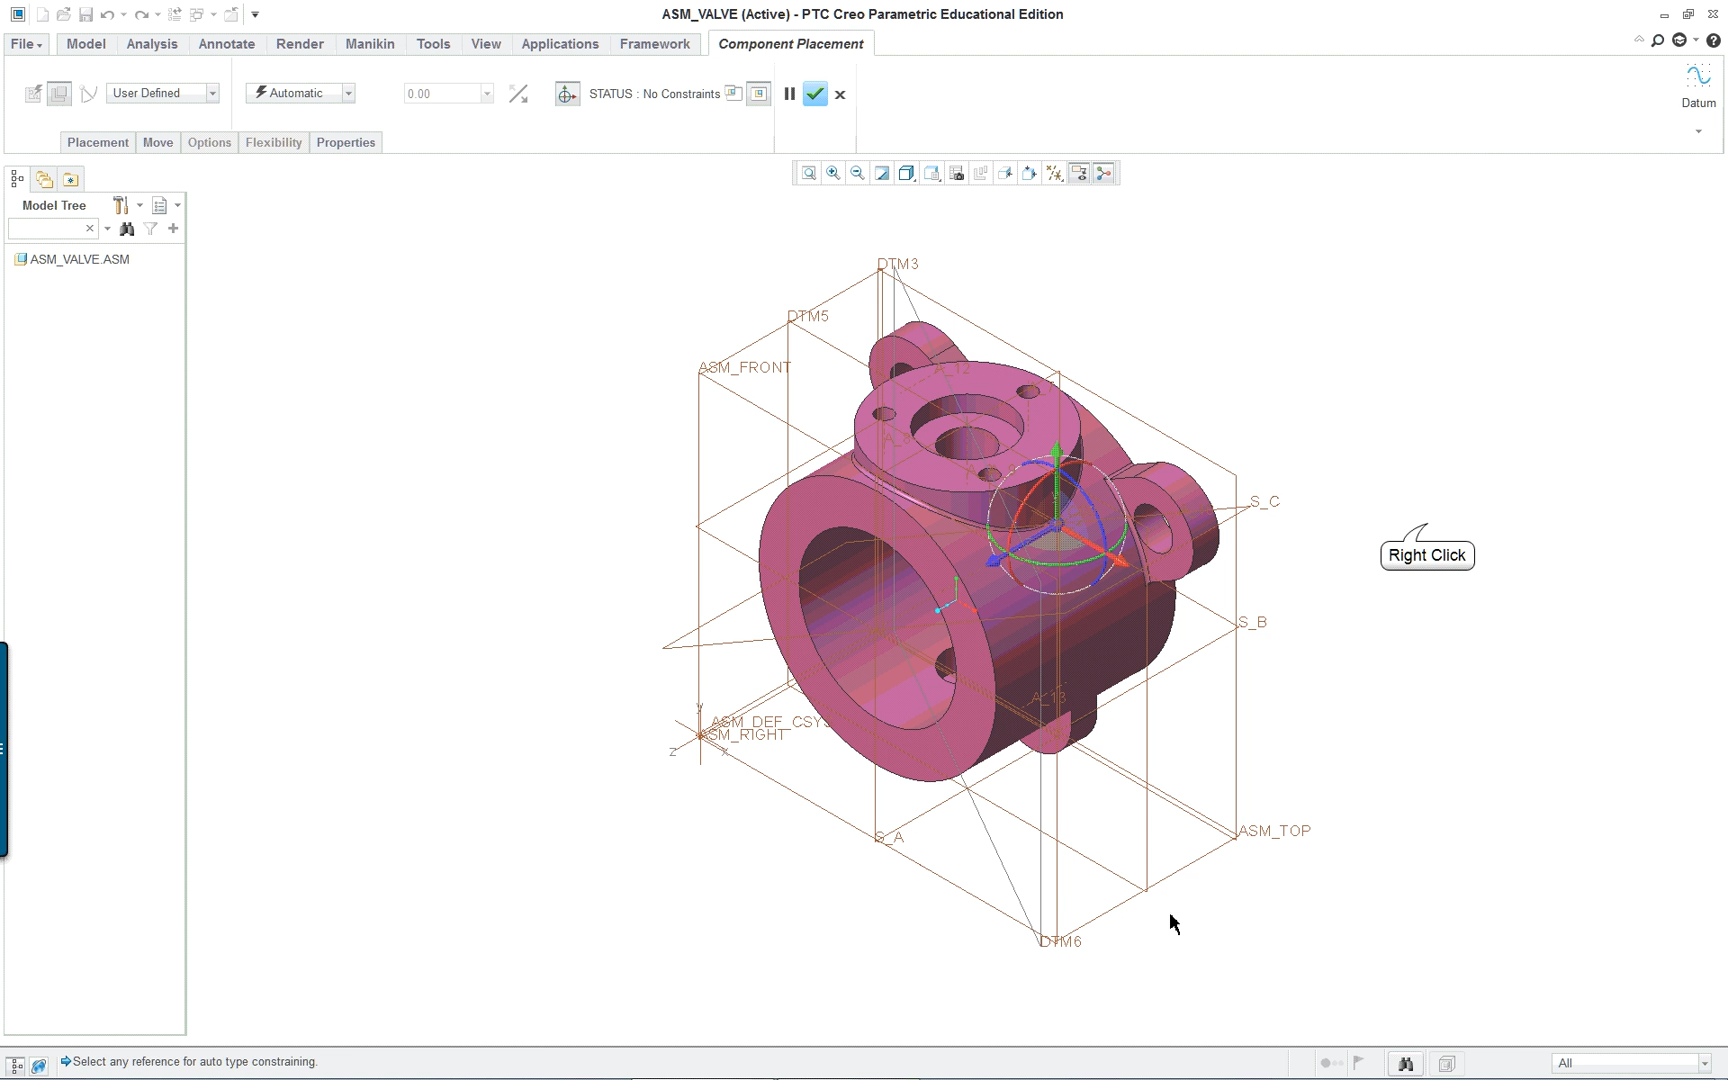 ASM_VALVE (Active) - PTC Creo Parametric Educational Edition
File Model Analysis Annotate Render Manikin Tools View Applications Framework Component Placement
User Defined Automatic 0.00 STATUS : No Constraints
Datum
Placement Move Options Flexibility Properties
Model Tree
ASM_VALVE.ASM
DTM3
DTM5
ASM_FRONT
A_12
S_C
Right Click
S_B
A_13
y
ASM_RIGHT
z x
ASM_TOP
S_A
DTM6
Select any reference for auto type constraining.
All